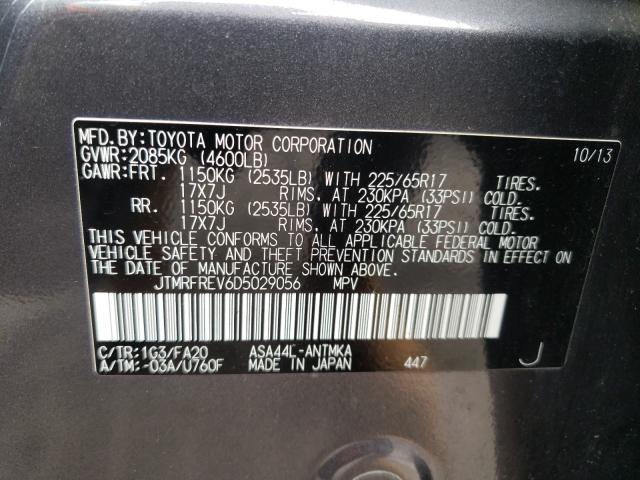 MFD.BY:TOYOTA MOTOR CORPORATION 10/13
GVWR:2085KG (4600LB)
GAWR:FRT. 1150KG (2535LB) WITH 225/65R17 TIRES.
17X7J RIMS, AT 230KPA (33PSI) COLD.
RR. 1150KG (2535LB) WITH 225/65R17 TIRES.
17X7J RIMS, AT 230KPA (33PSI) COLD.
THIS VEHICLE CONFORMS TO ALL APPLICABLE FEDERAL MOTOR
VEHICLE SAFETY AND THEFT PREVENTION STANDARDS IN EFFECT ON
THE DATE OF MANUFACTURE SHOWN ABOVE.
JTMRFREV6D5029056 MPV
C/TR:1G3/FA20 ASA44L-ANTMKA
A/TM:-03A/U760F MADE IN JAPAN 447 J